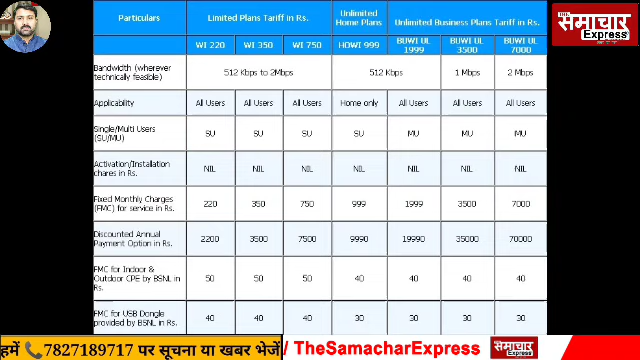 Particulars Limited Plans Tariff in Rs. Unlimited Home Plans Unlimited Business Plans Tariff in Rs.
WI 220 WI 350 WI 750 HOWI 999 BUWI UL 1999 BUWI UL 3500 BUWI UL 7000
Bandwidth (wherever technically feasible) 512 Kbps to 2Mbps 512 Kbps 1 Mbps 2 Mbps
Applicability All Users All Users All Users Home only All Users All Users All Users
Single/Multi Users (SU/MU) SU SU SU SU MU MU MU
Activation/Installation chares in Rs. NIL NIL NIL NIL NIL NIL NIL
Fixed Monthly Charges (FMC) for service in Rs. 220 350 750 999 1999 3500 7000
Discounted Annual Payment Option in Rs. 2200 3500 7500 9990 19990 35000 70000
FMC for Indoor & Outdoor CPE by BSNL in Rs. 50 50 50 40 40 40 40
FMC for USB Dongle provided by BSNL in Rs. 40 40 40 30 30 30 30
समाचार
Express
हमें 7827189717 पर सूचना या खबर भेजें / TheSamacharExpress
समाचार
Express